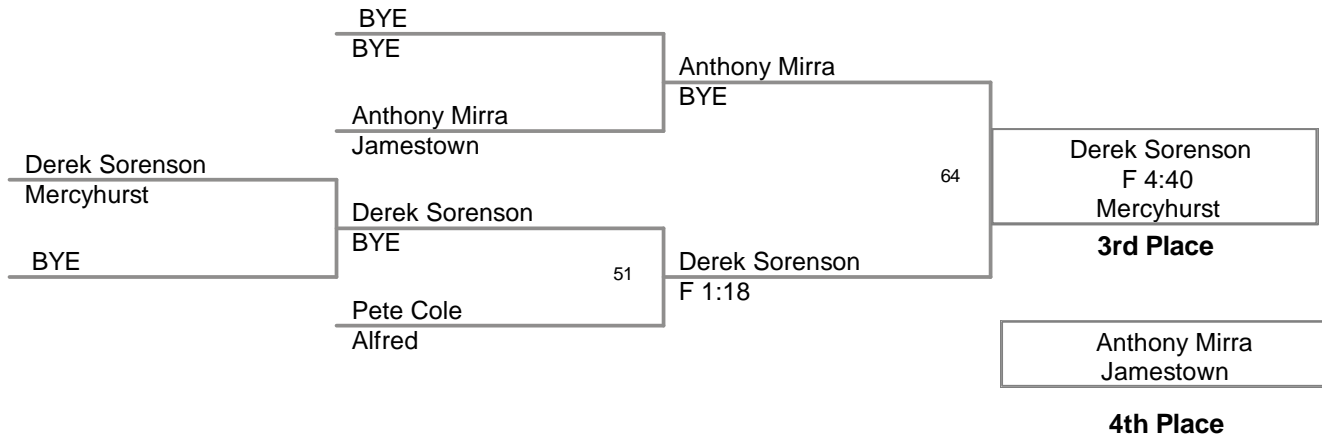 BYE
BYE
Anthony Mirra
BYE
Anthony Mirra
Jamestown
Derek Sorenson
Mercyhurst
BYE
Derek Sorenson
BYE
51
Derek Sorenson
F 1:18
Pete Cole
Alfred
64
Derek Sorenson
F 4:40
Mercyhurst
3rd Place
Anthony Mirra
Jamestown
4th Place